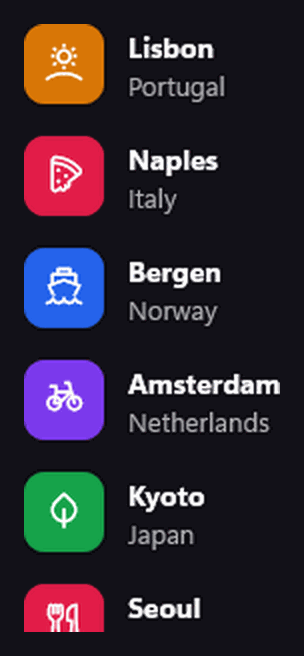 Lisbon
Portugal
Naples
Italy
Bergen
Norway
Amsterdam
Netherlands
Kyoto
Japan
Seoul